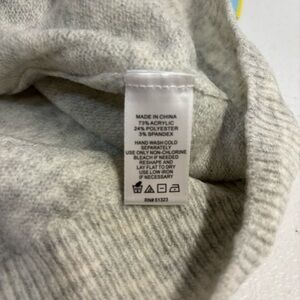 MADE IN CHINA
73% ACRYLIC
24% POLYESTER
3% SPANDEX
HAND WASH COLD
SEPARATELY
USE ONLY NON-CHLORINE
BLEACH IF NEEDED
RESHAPE AND
LAY FLAT TO DRY
USE LOW-IRON
IF NEEDED
RN# 51323